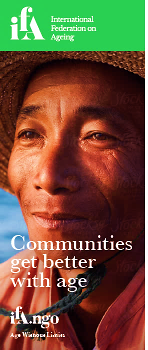 ifA
International
Federation on
Ageing
Communities
get better
with age
ifA.ngo
Age Without Limits